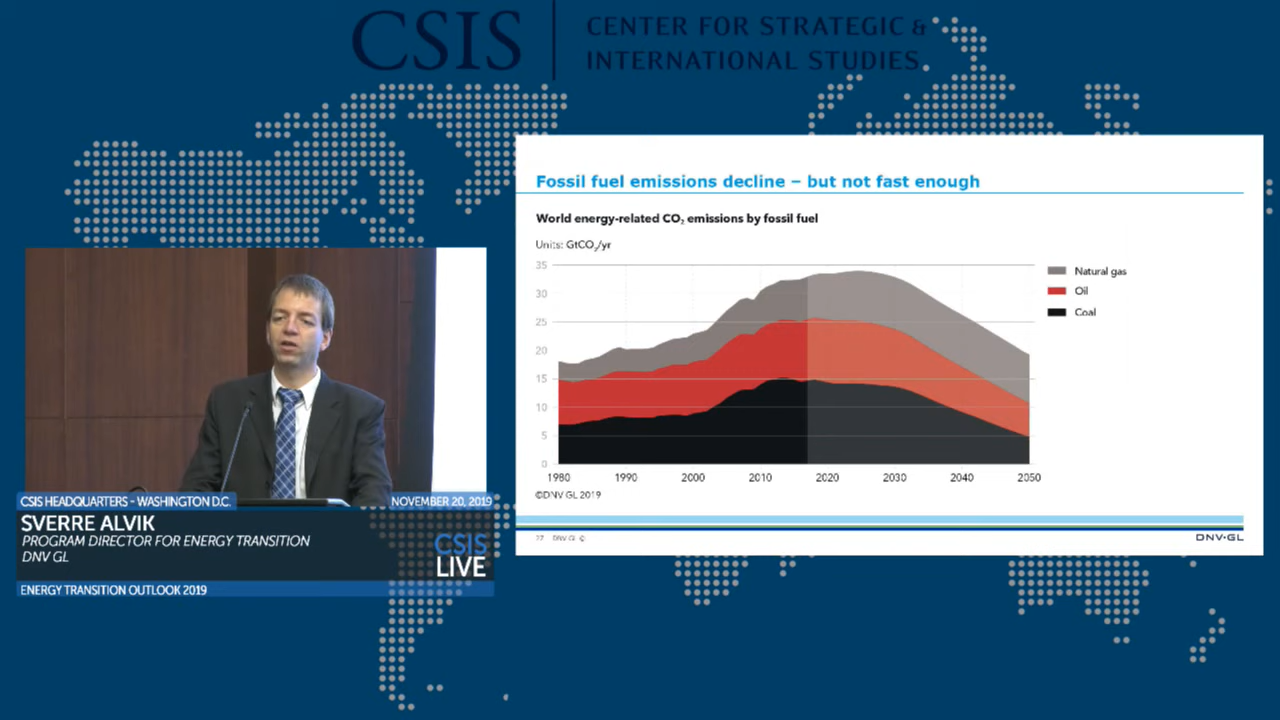 CSIS
CENTER FOR STRATEGIC &
INTERNATIONAL STUDIES
Fossil fuel emissions decline – but not fast enough
World energy-related CO₂ emissions by fossil fuel
Units: GtCO₂/yr
35
30
25
20
15
10
5
0
1980 1990 2000 2010 2020 2030 2040 2050
Natural gas
Oil
Coal
©DNV GL 2019
27 DNV GL ©
DNV·GL
CSIS HEADQUARTERS - WASHINGTON D.C.
NOVEMBER 20, 2019
SVERRE ALVIK
PROGRAM DIRECTOR FOR ENERGY TRANSITION
DNV GL
CSIS
LIVE
ENERGY TRANSITION OUTLOOK 2019